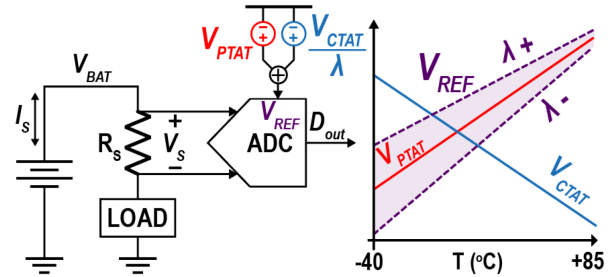 V_PTAT
V_CTAT
λ
V_BAT
I_S
R_S
+
V_S
−
LOAD
V_REF
ADC
D_out
V_REF
λ+
λ-
V_PTAT
V_CTAT
-40
T (°C)
+85